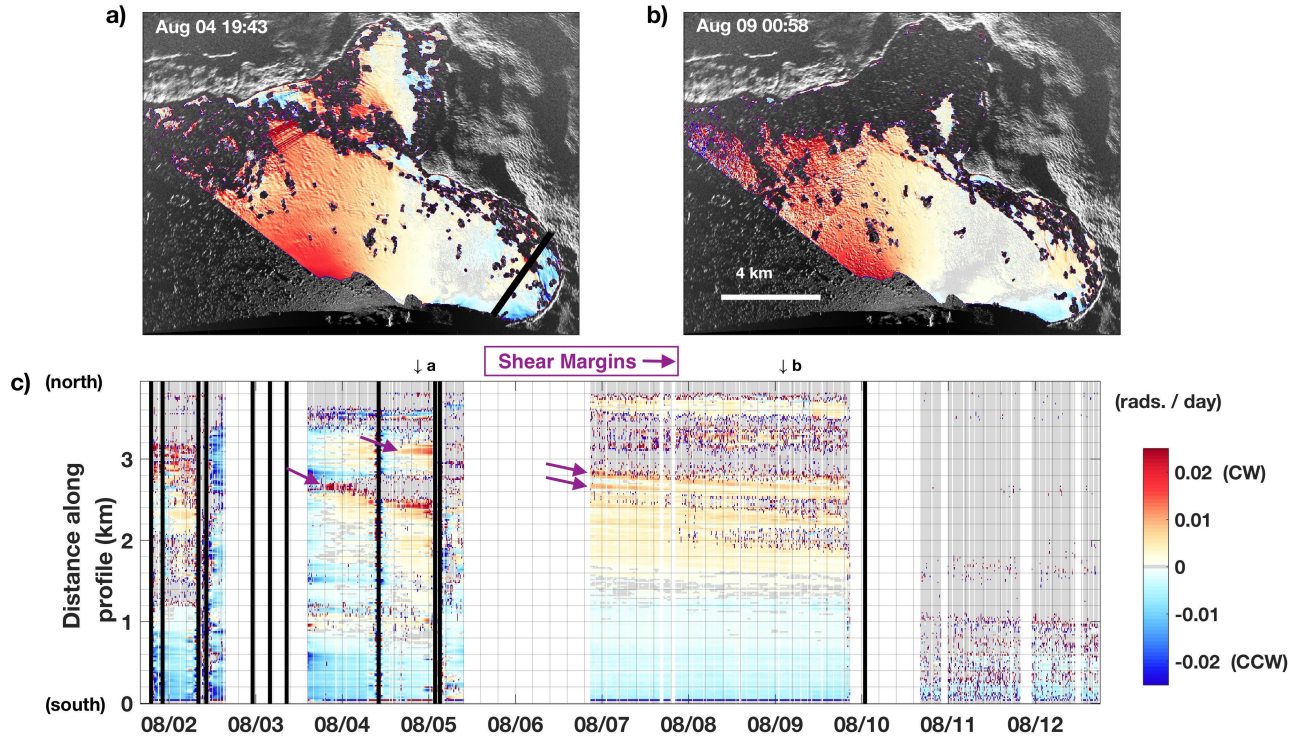 a)
Aug 04 19:43
b)
Aug 09 00:58
4 km
Shear Margins
↓ a
↓ b
c)
(north)
(south)
Distance along
profile (km)
3
2
1
0
08/02 08/03 08/04 08/05 08/06 08/07 08/08 08/09 08/10 08/11 08/12
(rads. / day)
0.02 (CW)
0.01
0
-0.01
-0.02 (CCW)